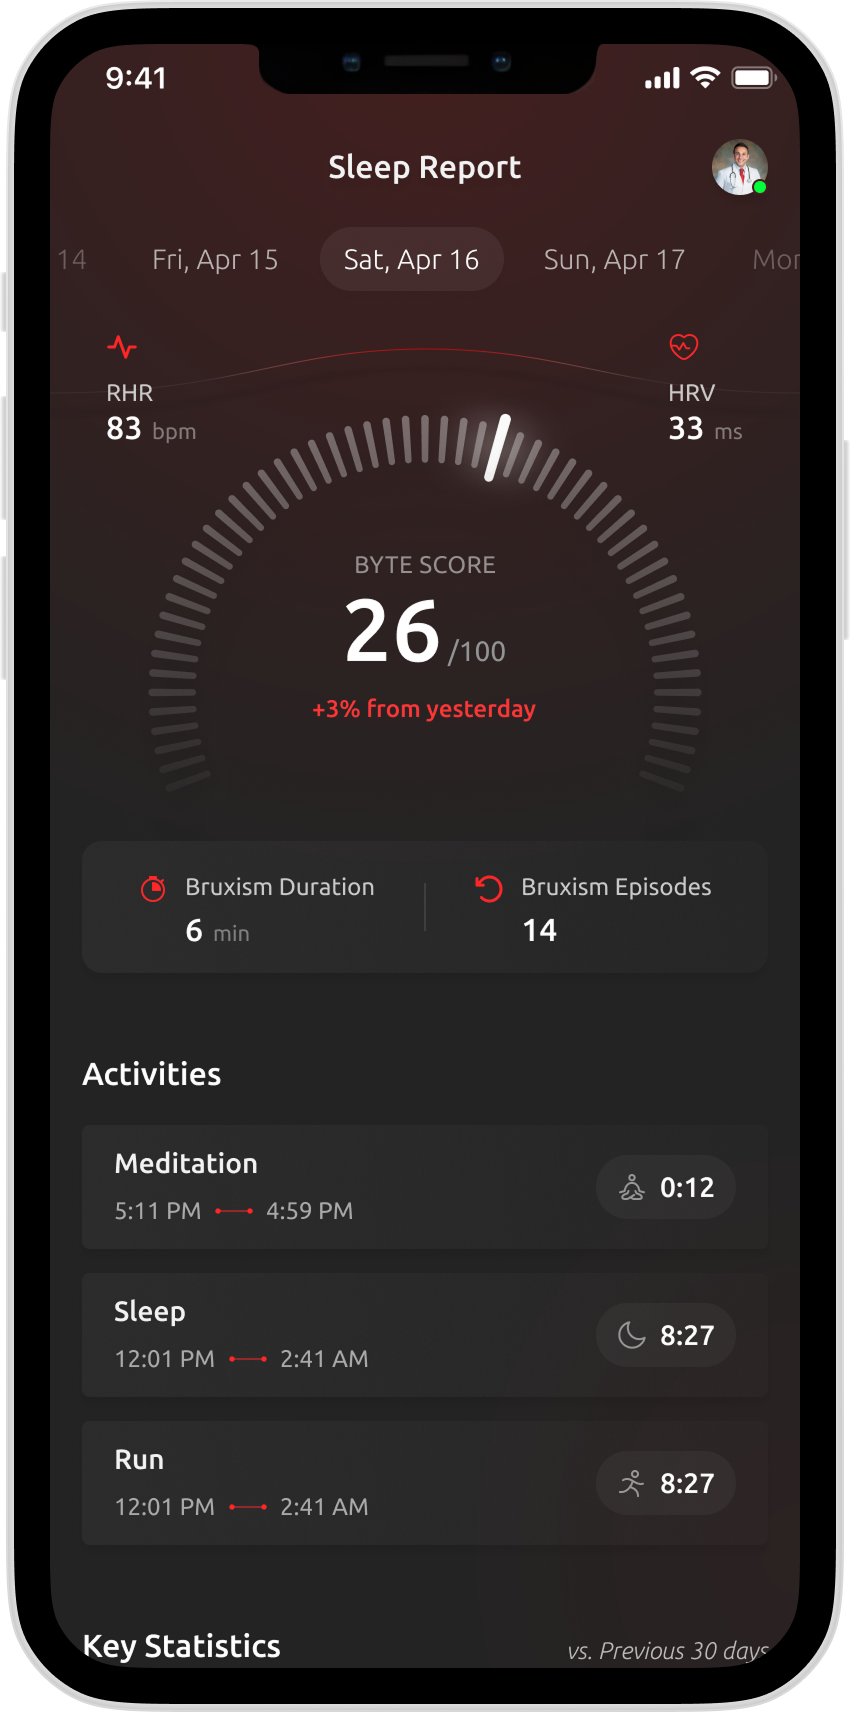 9:41
Sleep Report
14 Fri, Apr 15 Sat, Apr 16 Sun, Apr 17 Mon
RHR
83 bpm
HRV
33 ms
BYTE SCORE
26 /100
+3% from yesterday
Bruxism Duration
6 min
Bruxism Episodes
14
Activities
Meditation
5:11 PM 4:59 PM
0:12
Sleep
12:01 PM 2:41 AM
8:27
Run
12:01 PM 2:41 AM
8:27
Key Statistics
vs. Previous 30 days